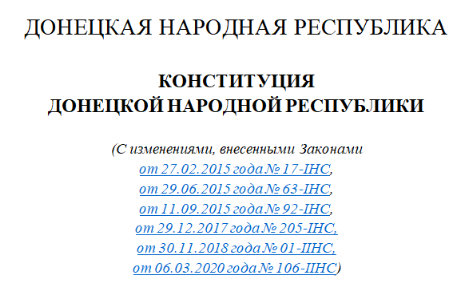 ДОНЕЦКАЯ НАРОДНАЯ РЕСПУБЛИКА
КОНСТИТУЦИЯ
ДОНЕЦКОЙ НАРОДНОЙ РЕСПУБЛИКИ
(С изменениями, внесенными Законами
от 27.02.2015 года № 17-IНС,
от 29.06.2015 года № 63-IНС,
от 11.09.2015 года № 92-IНС,
от 29.12.2017 года № 205-IНС,
от 30.11.2018 года № 01-IIНС,
от 06.03.2020 года № 106-IIНС)